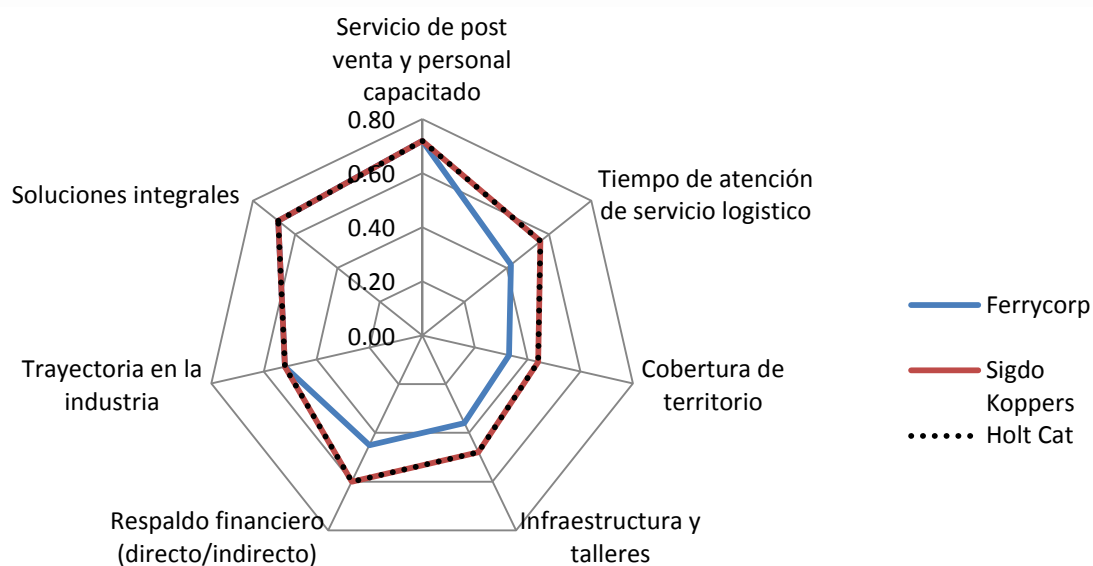 Servicio de post
venta y personal
capacitado
0.80
0.60
0.40
0.20
0.00
Tiempo de atención
de servicio logistico
Cobertura de
territorio
Infraestructura y
talleres
Respaldo financiero
(directo/indirecto)
Trayectoria en la
industria
Soluciones integrales
Ferrycorp
Sigdo
Koppers
Holt Cat